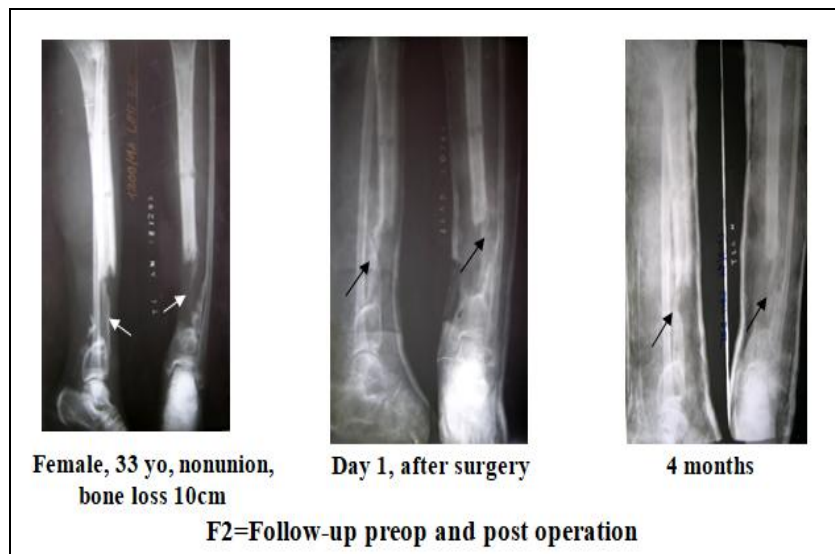 Female, 33 yo, nonunion,
bone loss 10cm
Day 1, after surgery
4 months
F2=Follow-up preop and post operation